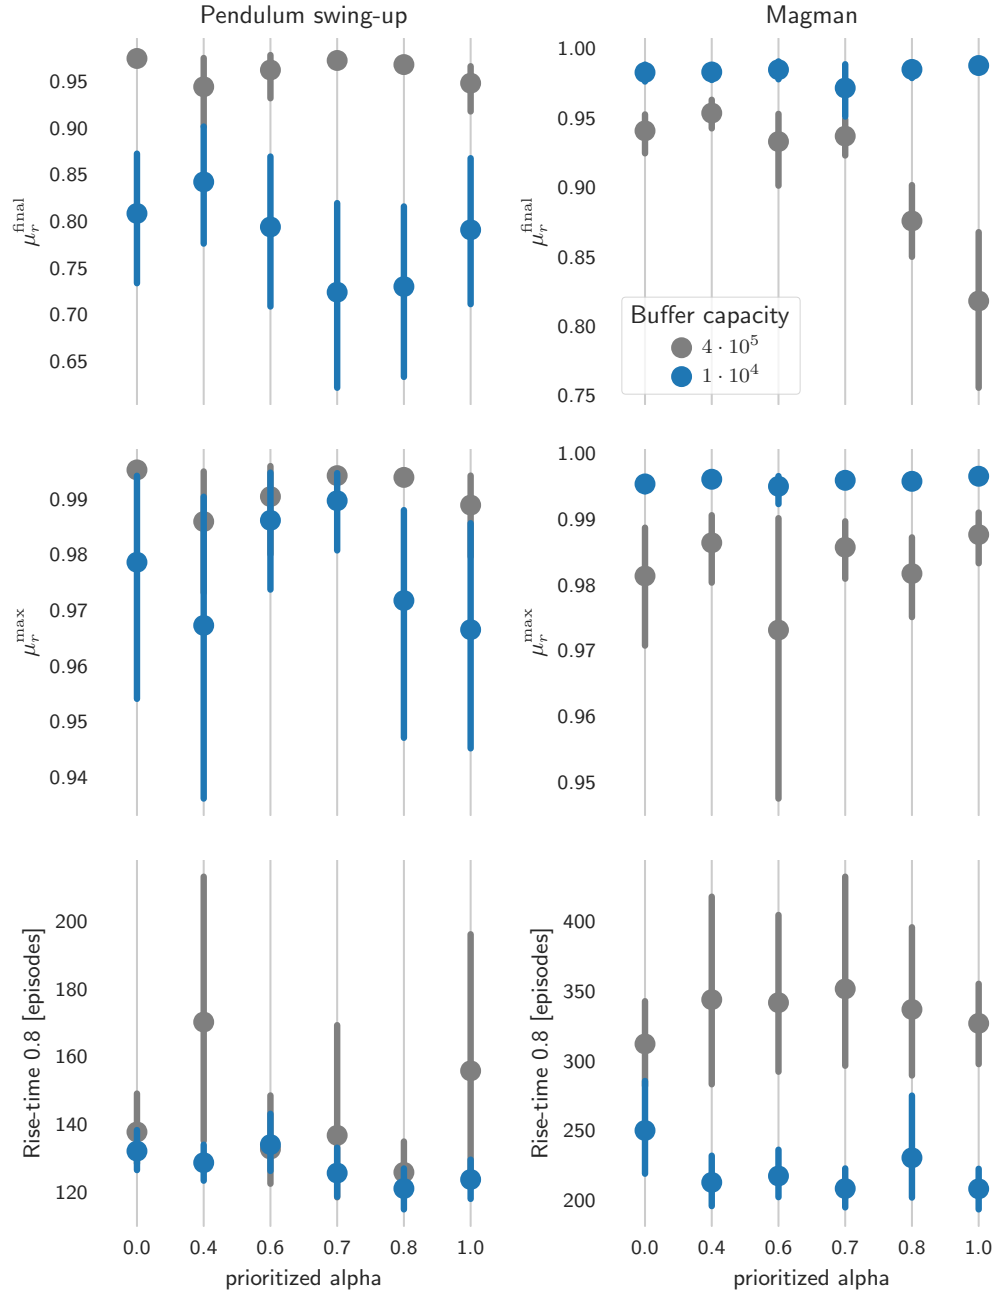 Pendulum swing-up
Magman
0.95
0.90
0.85
0.80
0.75
0.70
0.65
μ_r^final
1.00
0.95
0.90
0.85
0.80
0.75
μ_r^final
Buffer capacity
4 · 10^5
1 · 10^4
0.99
0.98
0.97
0.96
0.95
0.94
μ_r^max
1.00
0.99
0.98
0.97
0.96
0.95
μ_r^max
200
180
160
140
120
Rise-time 0.8 [episodes]
0.0 0.4 0.6 0.7 0.8 1.0
prioritized alpha
400
350
300
250
200
Rise-time 0.8 [episodes]
0.0 0.4 0.6 0.7 0.8 1.0
prioritized alpha